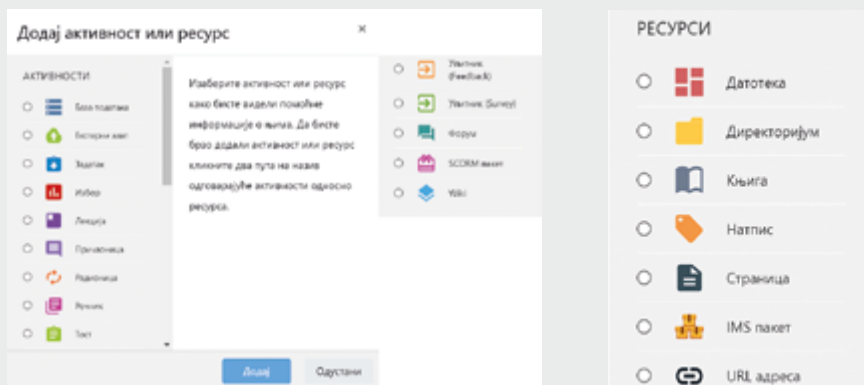 Додај активност или ресурс
×
АКТИВНОСТИ
База података
Екстерни алат
Задатак
Избор
Лекција
Причаоница
Радионица
Речник
Тест
Изаберите активност или ресурс
како бисте видели помоћне
информације о њима. Да бисте
брзо додали активност или ресурс
кликните два пута на назив
одговарајуће активности односно
ресурса.
Додај
Одустани
Упитник
(Feedback)
Упитник (Survey)
Форум
SCORM пакет
Wiki
РЕСУРСИ
Датотека
Директоријум
Књига
Натпис
Страница
IMS пакет
URL адреса